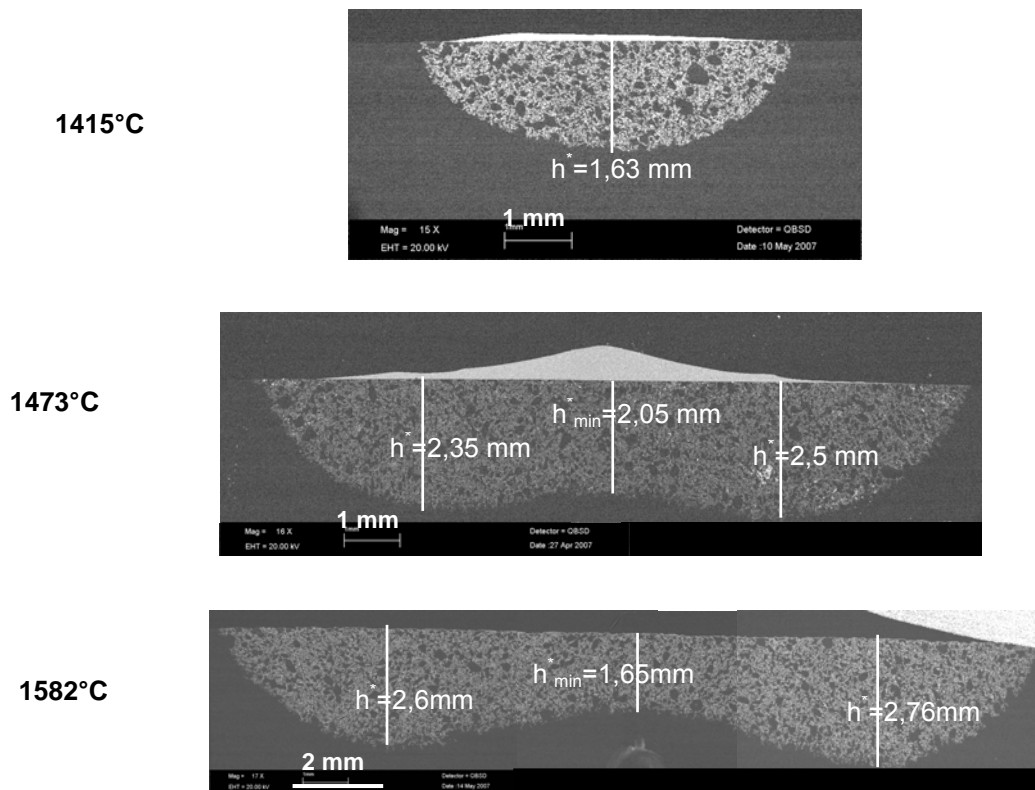 1415°C
h*=1,63 mm
1 mm
1mm
Mag = 15 X
EHT = 20.00 kV
Detector = QBSD
Date :10 May 2007
1473°C
h*min=2,05 mm
h*=2,35 mm
h*=2,5 mm
1 mm
1mm
Mag = 16 X
EHT = 20.00 kV
Detector = QBSD
Date :27 Apr 2007
1582°C
h*min=1,65mm
h*=2,6mm
h*=2,76mm
2 mm
1mm
Mag = 17 X
EHT = 20.00 kV
Detector = QBSD
Date :14 May 2007